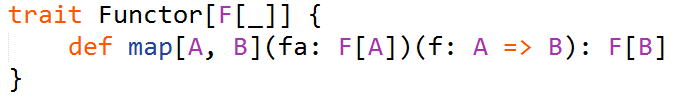 trait Functor[F[_]] {
    def map[A, B](fa: F[A])(f: A => B): F[B]
}